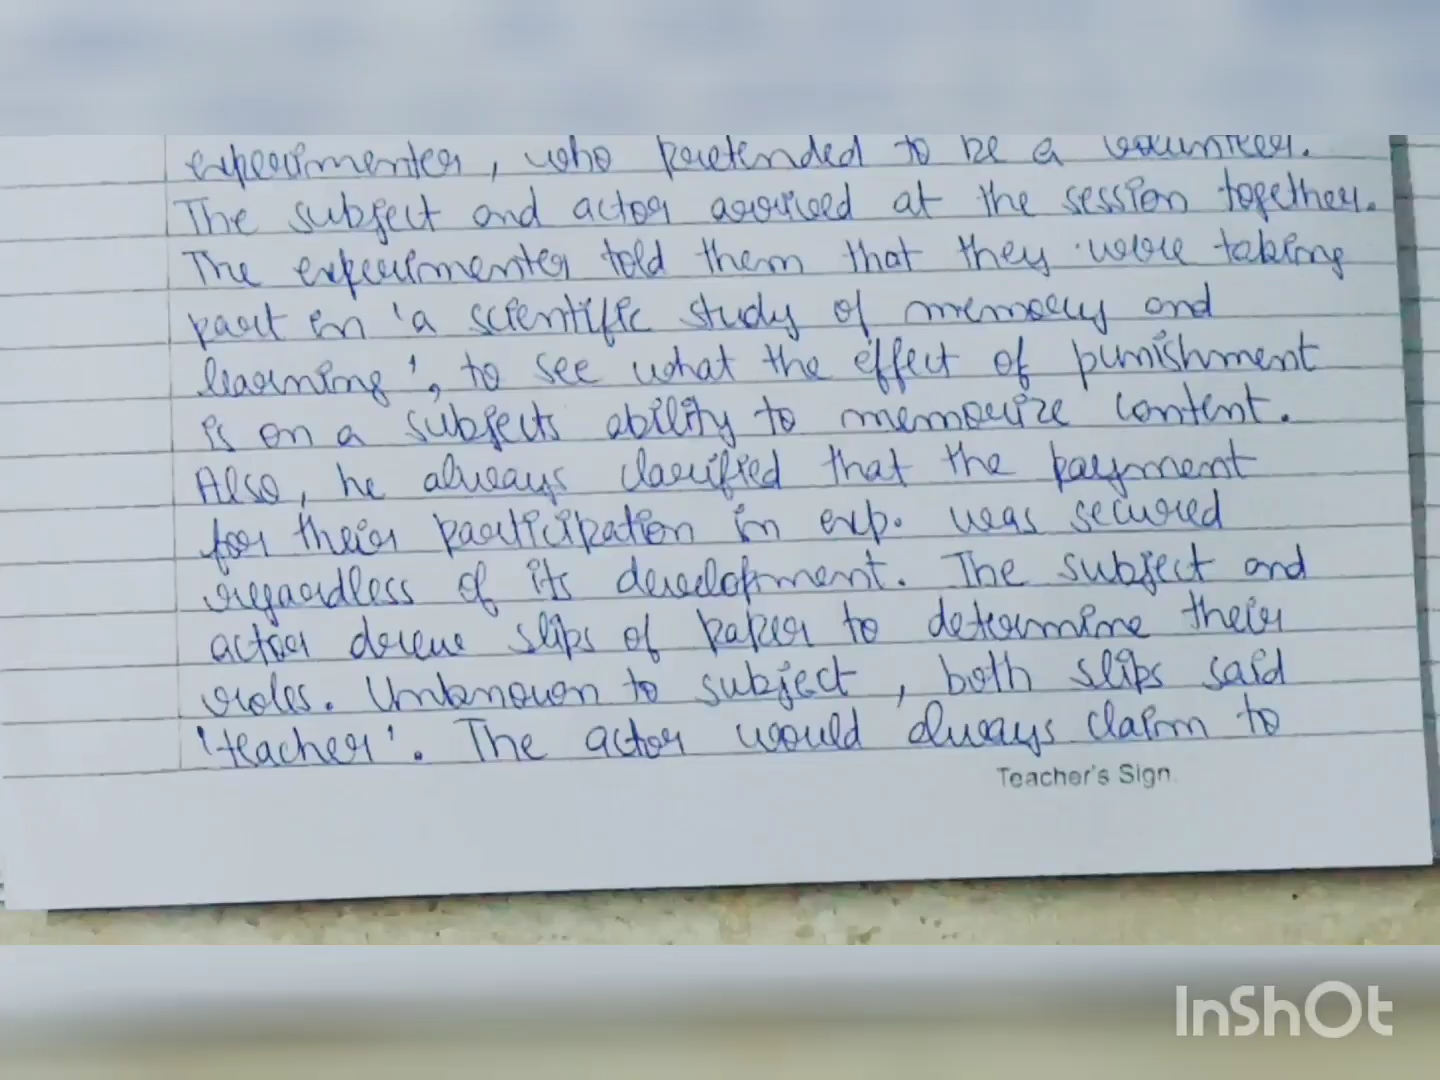 experimenter, who pretended to be a volunteer.
The subject and actor arrived at the session together.
The experimenter told them that they were taking
part in 'a scientific study of memory and
learning', to see what the effect of punishment
is on a subjects ability to memorize content.
Also, he always clarified that the payment
for their participation in exp. was secured
regardless of its development. The subject and
actor drew slips of paper to determine their
roles. Unknown to subject, both slips said
'teacher'. The actor would always claim to
Teacher's Sign.
InShOt